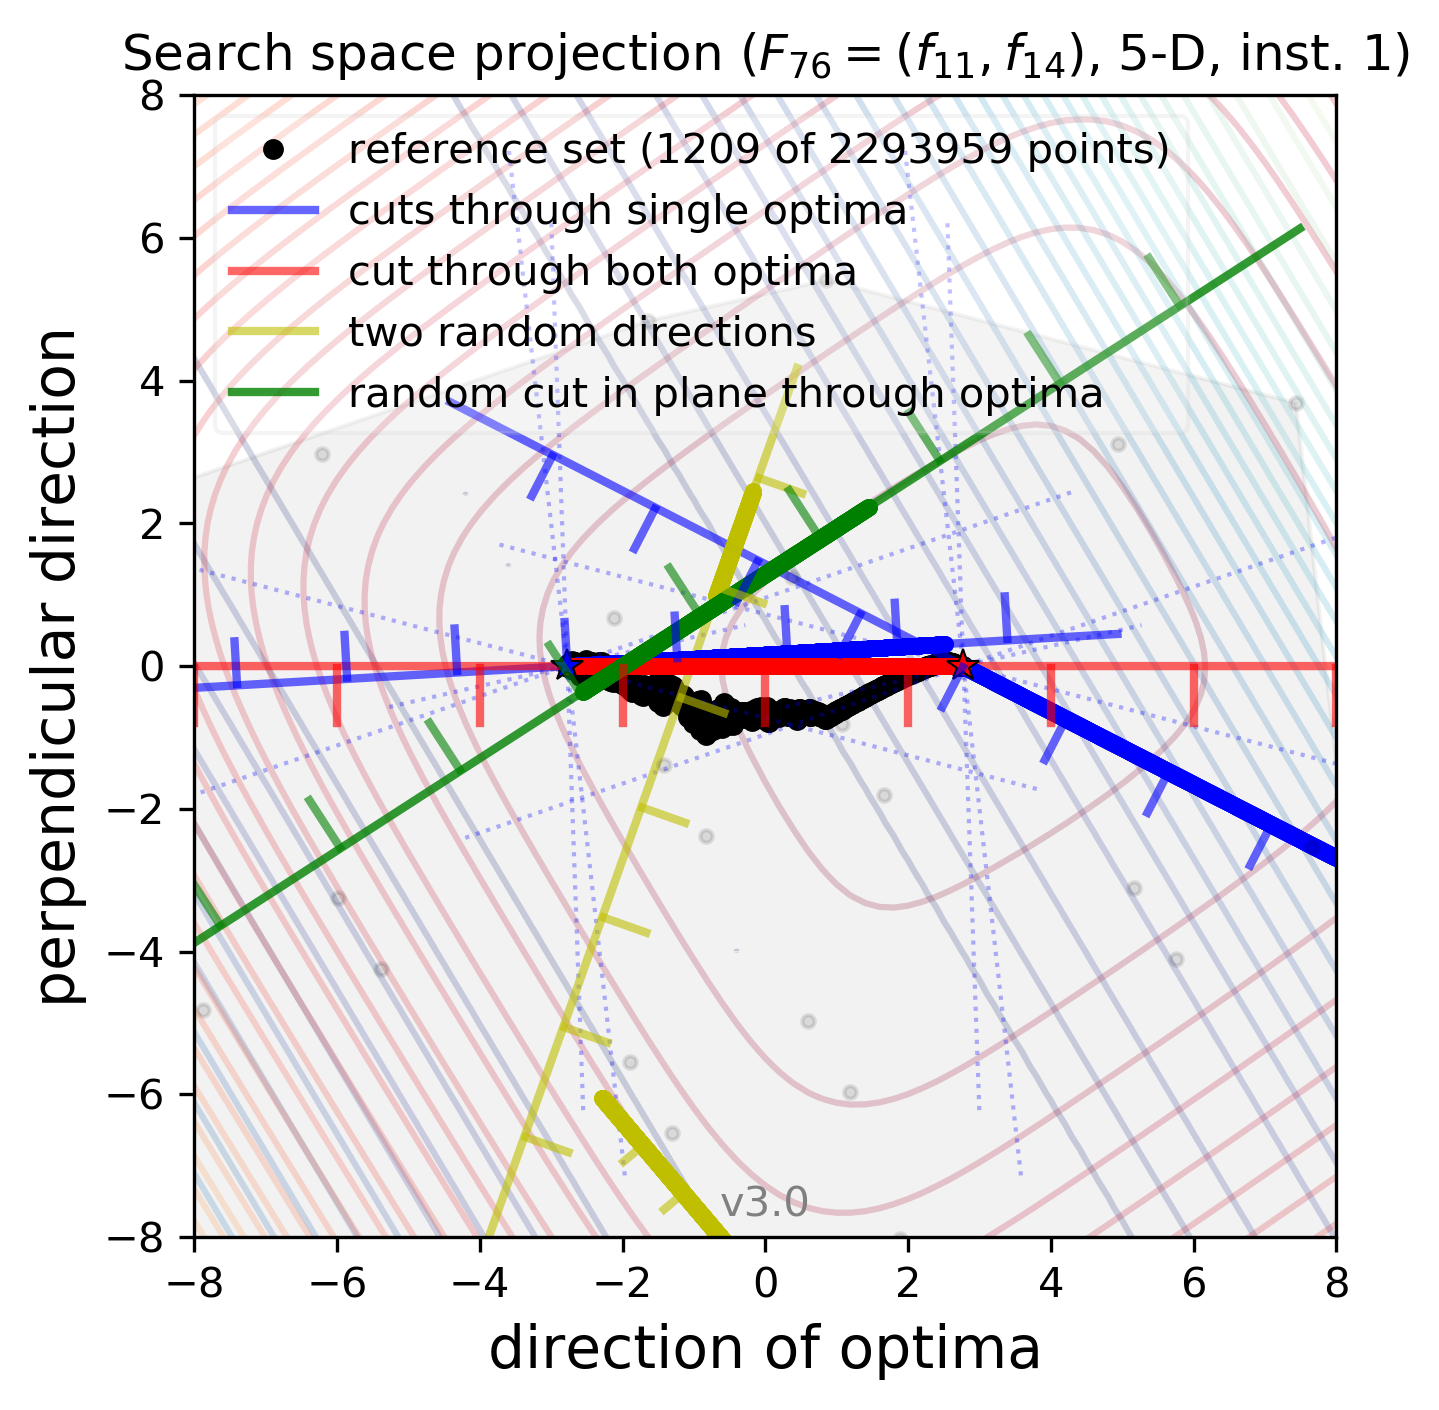 Search space projection (F₇₆ = (f₁₁, f₁₄), 5-D, inst. 1)
8
6
4
2
0
−2
−4
−6
−8
perpendicular direction
reference set (1209 of 2293959 points)
cuts through single optima
cut through both optima
two random directions
random cut in plane through optima
v3.0
−8 −6 −4 −2 0 2 4 6 8
direction of optima